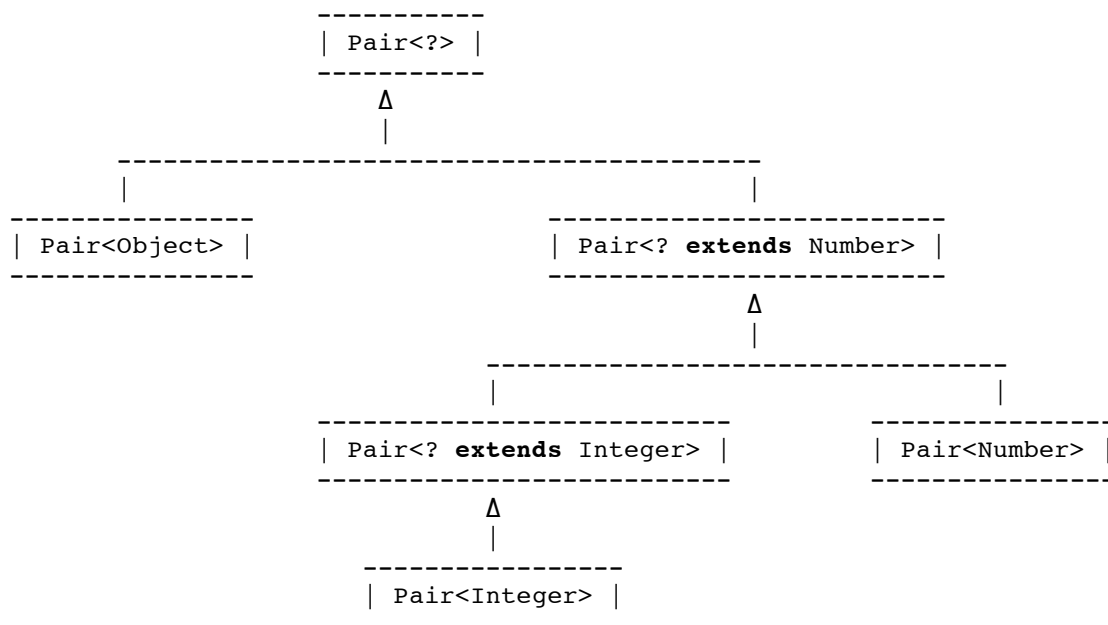 -----------
| Pair<?> |
-----------
Δ
|
------------------------------------------
| |
---------------- --------------------------
| Pair<Object> | | Pair<? extends Number> |
---------------- --------------------------
Δ
|
----------------------------------
| |
--------------------------- ----------------
| Pair<? extends Integer> | | Pair<Number> |
--------------------------- ----------------
Δ
|
-----------------
| Pair<Integer> |